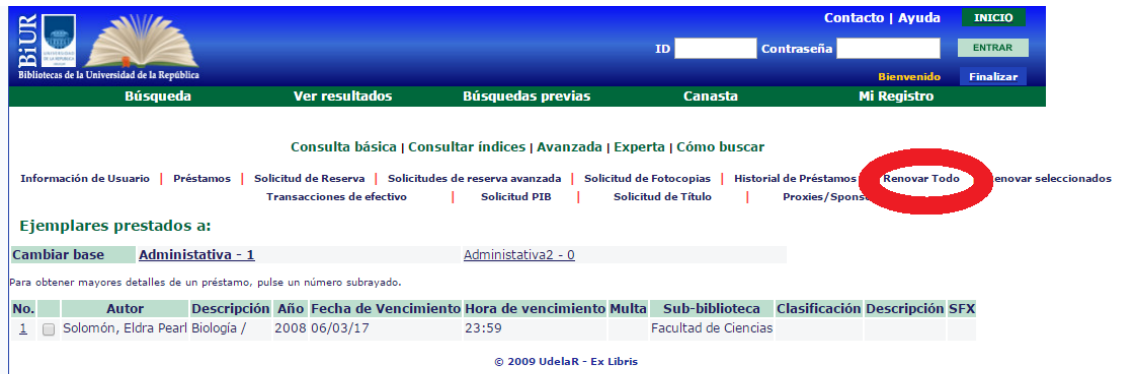 Contacto | Ayuda INICIO
BiUR
ID Contraseña ENTRAR
Bibliotecas de la Universidad de la República Bienvenido Finalizar
Búsqueda Ver resultados Búsquedas previas Canasta Mi Registro
Consulta básica | Consultar índices | Avanzada | Experta | Cómo buscar
Información de Usuario | Préstamos | Solicitud de Reserva | Solicitudes de reserva avanzada | Solicitud de Fotocopias | Historial de Préstamos Renovar Todo enovar seleccionados
Transacciones de efectivo | Solicitud PIB | Solicitud de Título | Proxies/Spons
Ejemplares prestados a:
Cambiar base Administativa - 1 Administativa2 - 0
Para obtener mayores detalles de un préstamo, pulse un número subrayado.
No. Autor Descripción Año Fecha de Vencimiento Hora de vencimiento Multa Sub-biblioteca Clasificación Descripción SFX
1 Solomón, Eldra Pearl Biología / 2008 06/03/17 23:59 Facultad de Ciencias
© 2009 UdelaR - Ex Libris